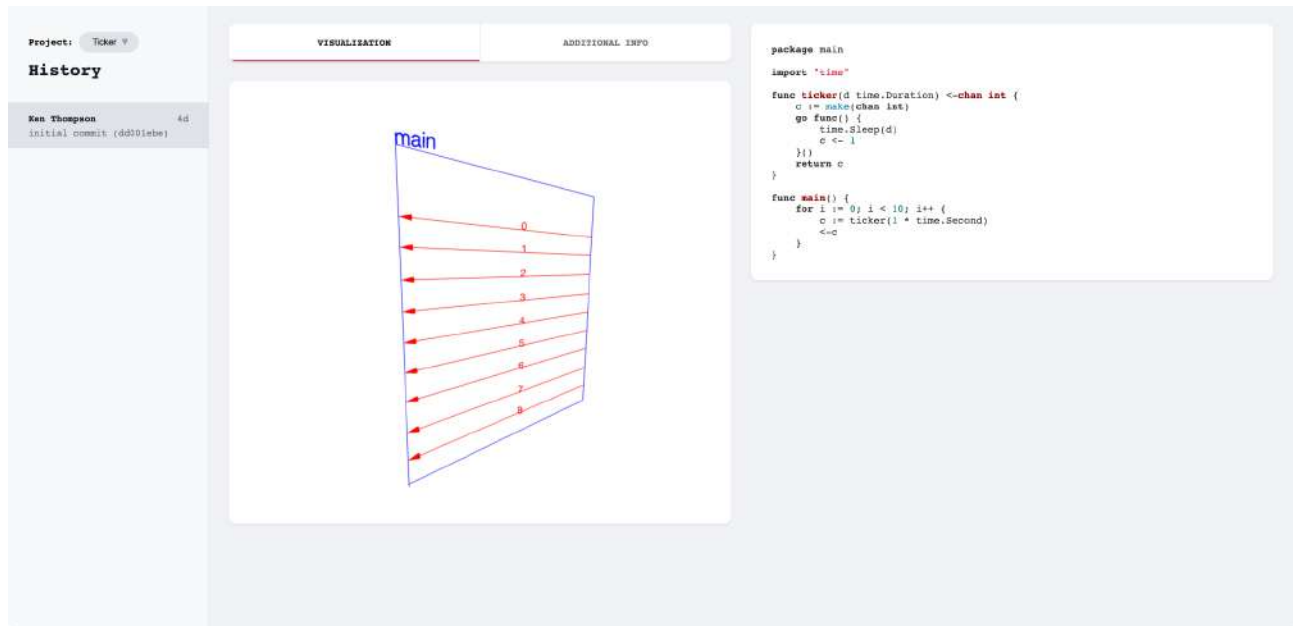 Project: Ticker
History
Ken Thompson 4d
initial commit (dd001ebe)
VISUALIZATION ADDITIONAL INFO
main
0
1
2
3
4
5
6
7
8
package main
import "time"
func ticker(d time.Duration) <-chan int {
c := make(chan int)
go func() {
time.Sleep(d)
c <- 1
}()
return c
}
func main() {
for i := 0; i < 10; i++ {
c := ticker(1 * time.Second)
<-c
}
}